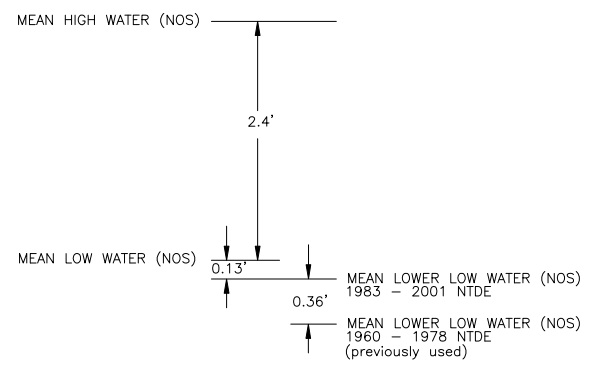 MEAN HIGH WATER (NOS)
2.4'
MEAN LOW WATER (NOS)
0.13'
MEAN LOWER LOW WATER (NOS)
1983 – 2001 NTDE
0.36'
MEAN LOWER LOW WATER (NOS)
1960 – 1978 NTDE
(previously used)